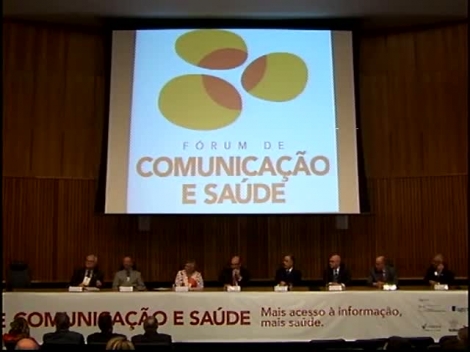 FÓRUM DE
COMUNICAÇÃO
E SAÚDE
COMUNICAÇÃO E SAÚDE
Mais acesso à informação,
mais saúde.